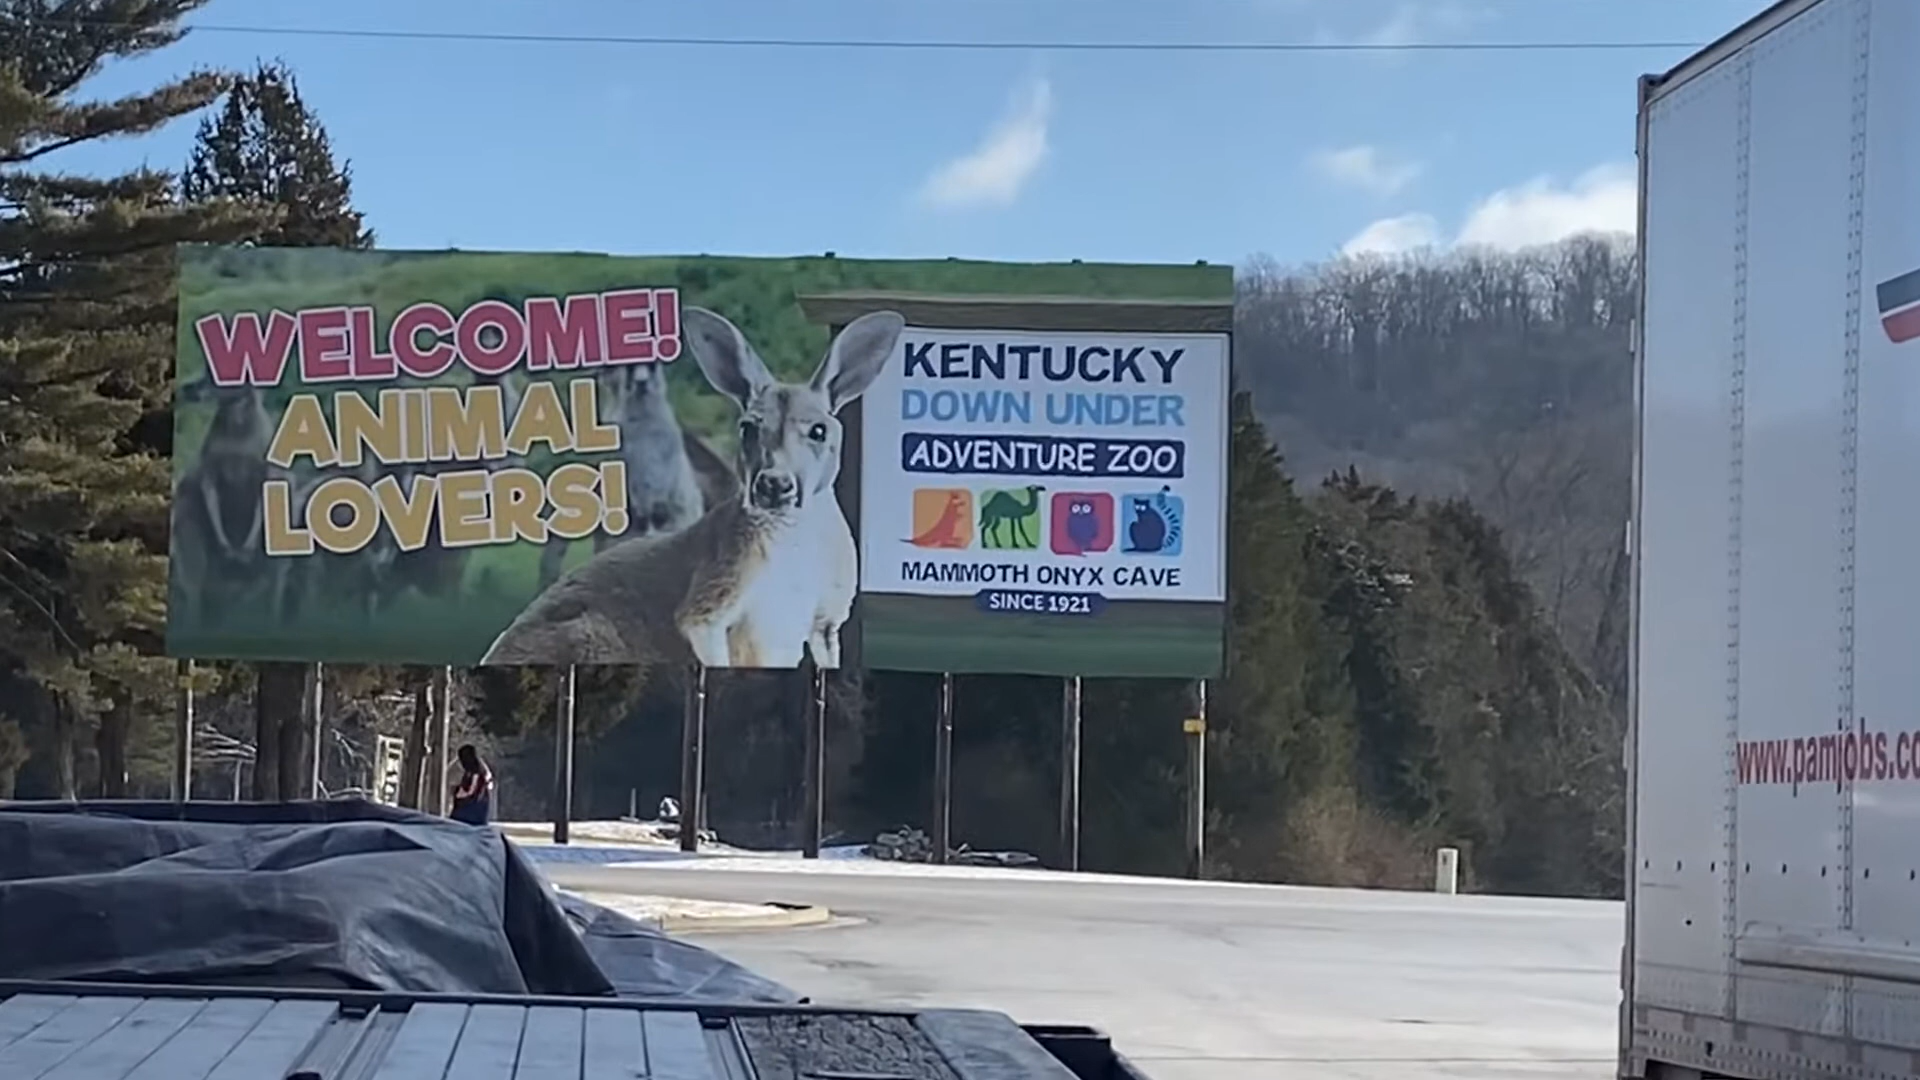 WELCOME!
ANIMAL
LOVERS!
KENTUCKY
DOWN UNDER
ADVENTURE ZOO
MAMMOTH ONYX CAVE
SINCE 1921
www.pamjobs.co